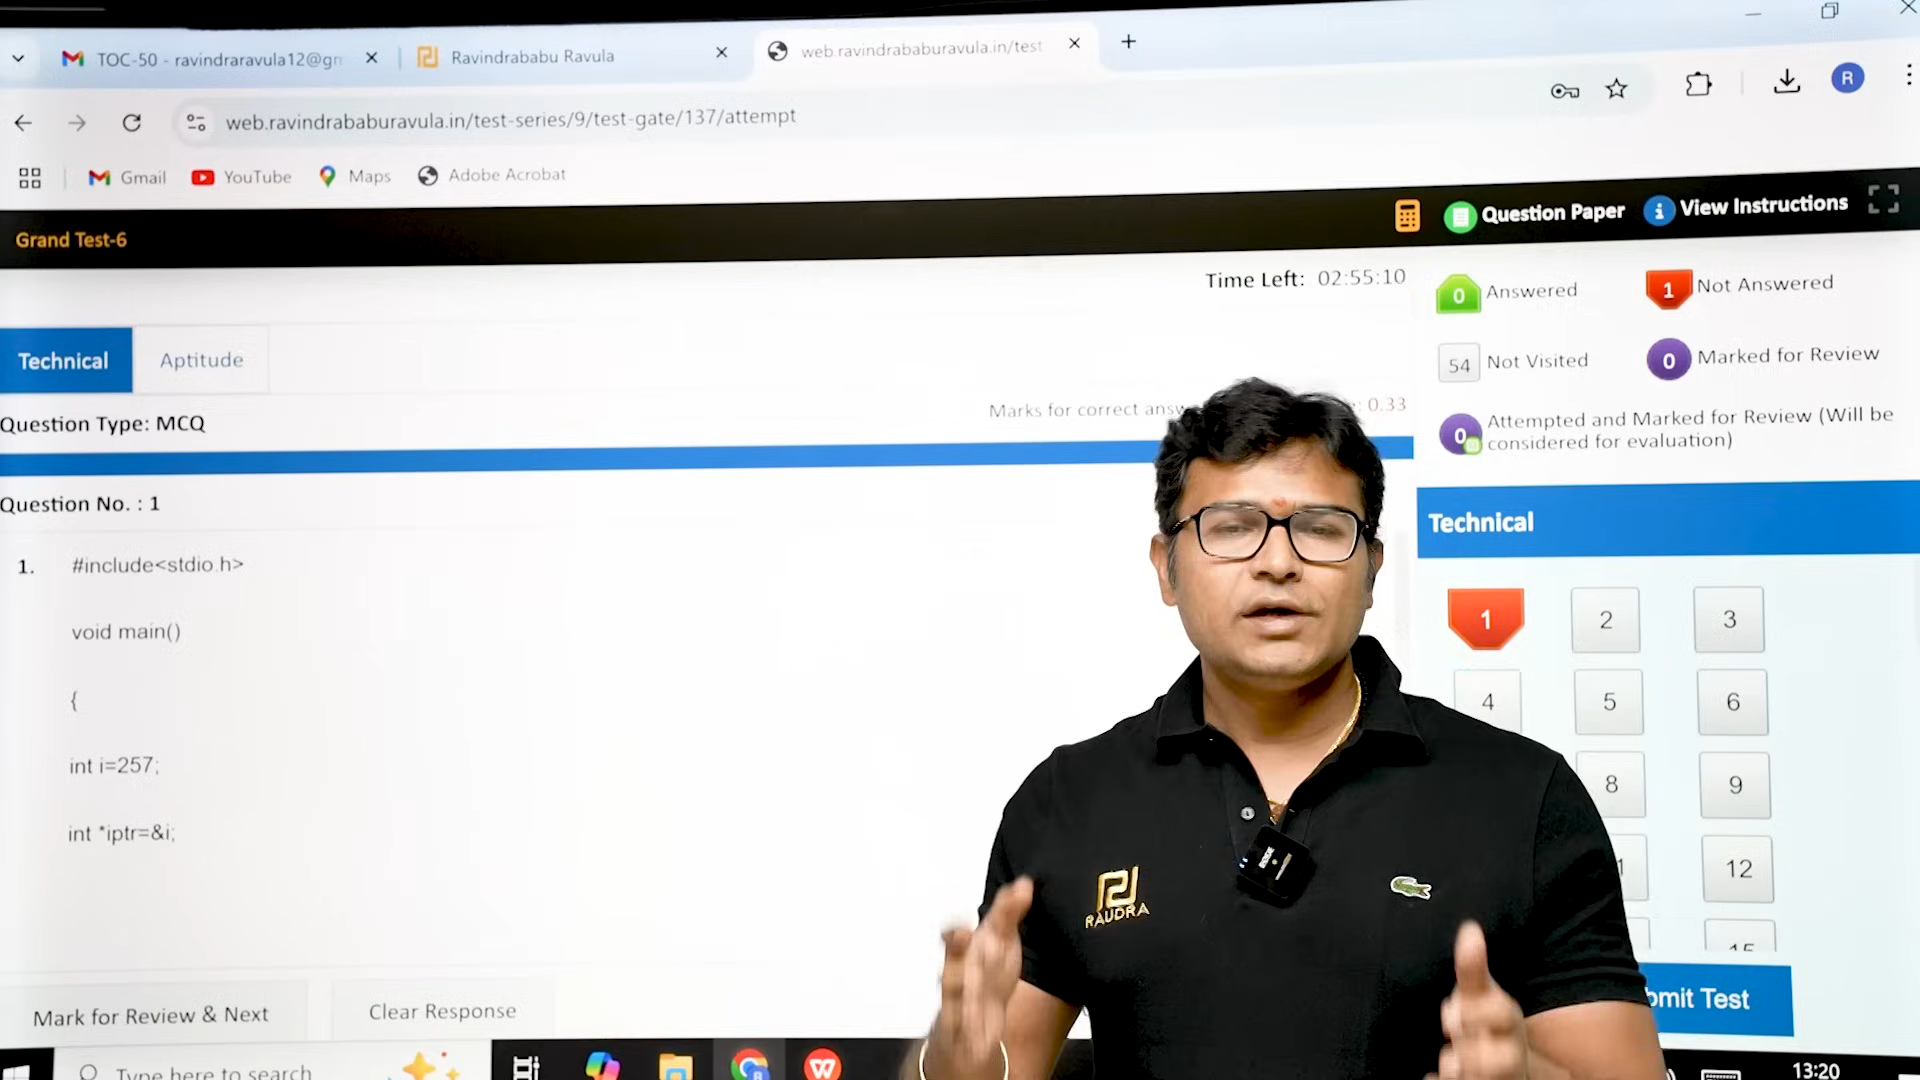 TOC-50 - ravindraravula12@gm
Ravindrababu Ravula
web.ravindrababuravula.in/test
web.ravindrababuravula.in/test-series/9/test-gate/137/attempt
R
Gmail
YouTube
Maps
Adobe Acrobat
Grand Test-6
Question Paper
View Instructions
Time Left: 02:55:10
0 Answered
1 Not Answered
Technical
Aptitude
54 Not Visited
0 Marked for Review
Question Type: MCQ
Marks for correct answ
: 0.33
0 Attempted and Marked for Review (Will be
considered for evaluation)
Question No. : 1
Technical
1. #include<stdio.h>
void main()
{
int i=257;
int *iptr=&i;
1 2 3
4 5 6
8 9
12
15
RAUDRA
Mark for Review & Next
Clear Response
bmit Test
Type here to search
13:20